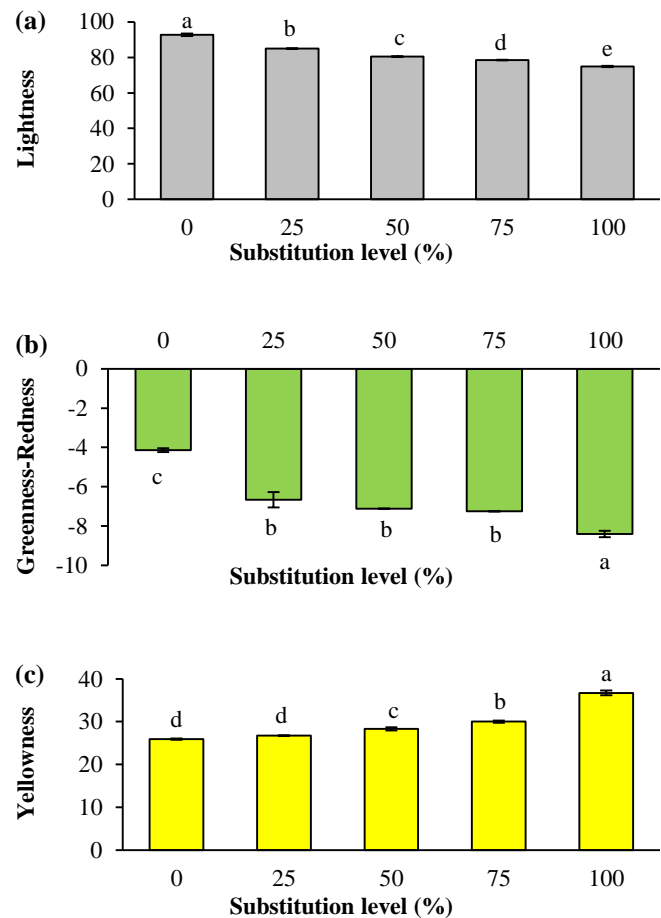 (a)
Lightness
100
80
60
40
20
0
a
b
c
d
e
0 25 50 75 100
Substitution level (%)
(b)
Greenness-Redness
0 25 50 75 100
0
-2
-4
-6
-8
-10
c
b
b
b
a
Substitution level (%)
(c)
Yellowness
40
30
20
10
0
d
d
c
b
a
0 25 50 75 100
Substitution level (%)